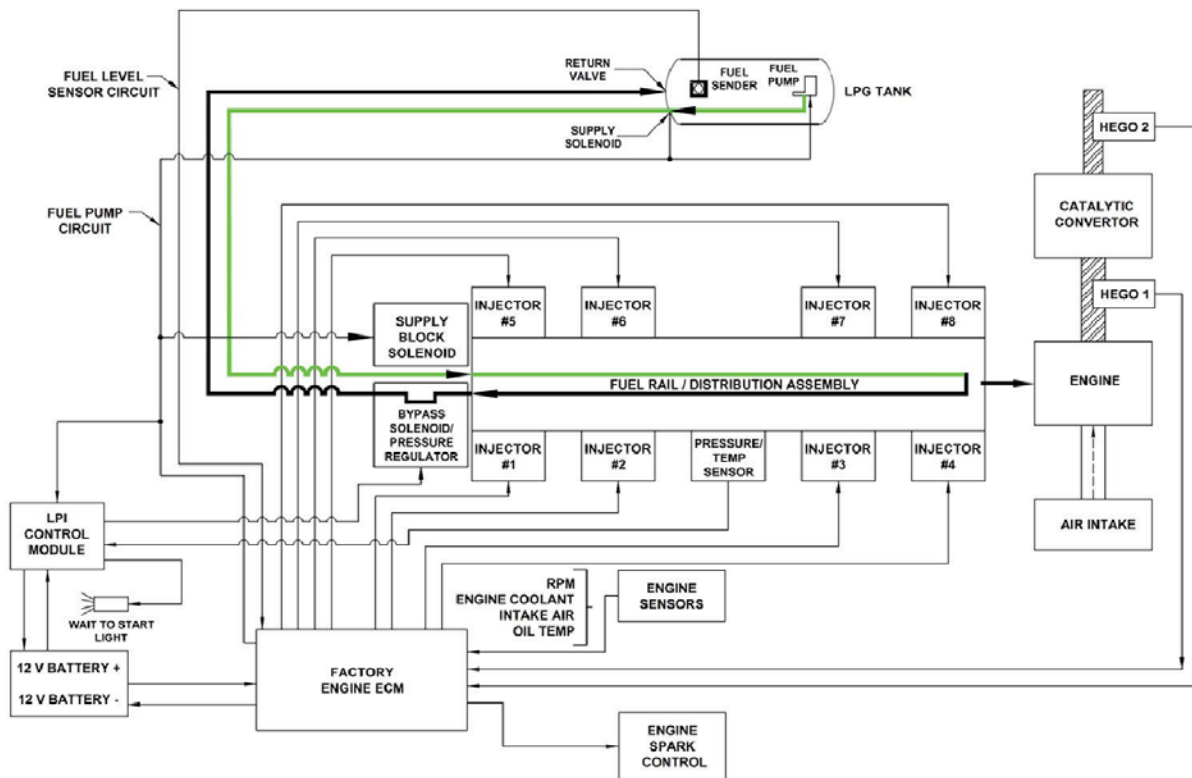 FUEL LEVEL
SENSOR CIRCUIT
RETURN
VALVE
FUEL
SENDER
FUEL
PUMP
LPG TANK
SUPPLY
SOLENOID
HEGO 2
FUEL PUMP
CIRCUIT
CATALYTIC
CONVERTOR
INJECTOR
#5
INJECTOR
#6
INJECTOR
#7
INJECTOR
#8
HEGO 1
SUPPLY
BLOCK
SOLENOID
FUEL RAIL / DISTRIBUTION ASSEMBLY
ENGINE
BYPASS
SOLENOID/
PRESSURE
REGULATOR
INJECTOR
#1
INJECTOR
#2
PRESSURE/
TEMP
SENSOR
INJECTOR
#3
INJECTOR
#4
AIR INTAKE
LPI
CONTROL
MODULE
WAIT TO START
LIGHT
RPM
ENGINE COOLANT
INTAKE AIR
OIL TEMP
ENGINE
SENSORS
12 V BATTERY +
12 V BATTERY -
FACTORY
ENGINE ECM
ENGINE
SPARK
CONTROL